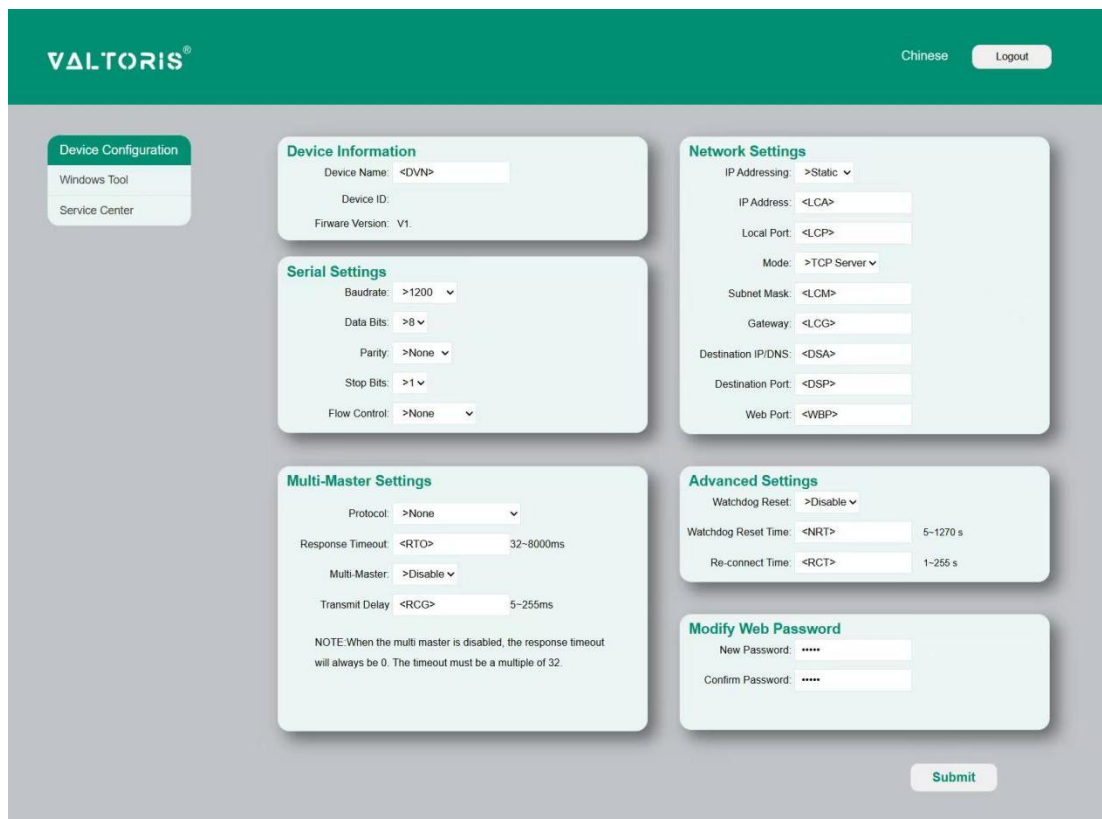 VALTORIS®
Chinese
Logout
Device Configuration
Windows Tool
Service Center
Device Information
Device Name: <DVN>
Device ID:
Firware Version: V1.
Serial Settings
Baudrate: >1200
Data Bits: >8
Parity: >None
Stop Bits: >1
Flow Control: >None
Multi-Master Settings
Protocol: >None
Response Timeout: <RTO> 32~8000ms
Multi-Master: >Disable
Transmit Delay <RCG> 5~255ms
NOTE:When the multi master is disabled, the response timeout
will always be 0. The timeout must be a multiple of 32.
Network Settings
IP Addressing: >Static
IP Address: <LCA>
Local Port: <LCP>
Mode: >TCP Server
Subnet Mask: <LCM>
Gateway: <LCG>
Destination IP/DNS: <DSA>
Destination Port: <DSP>
Web Port: <WBP>
Advanced Settings
Watchdog Reset: >Disable
Watchdog Reset Time: <NRT> 5~1270 s
Re-connect Time: <RCT> 1~255 s
Modify Web Password
New Password: •••••
Confirm Password: •••••
Submit